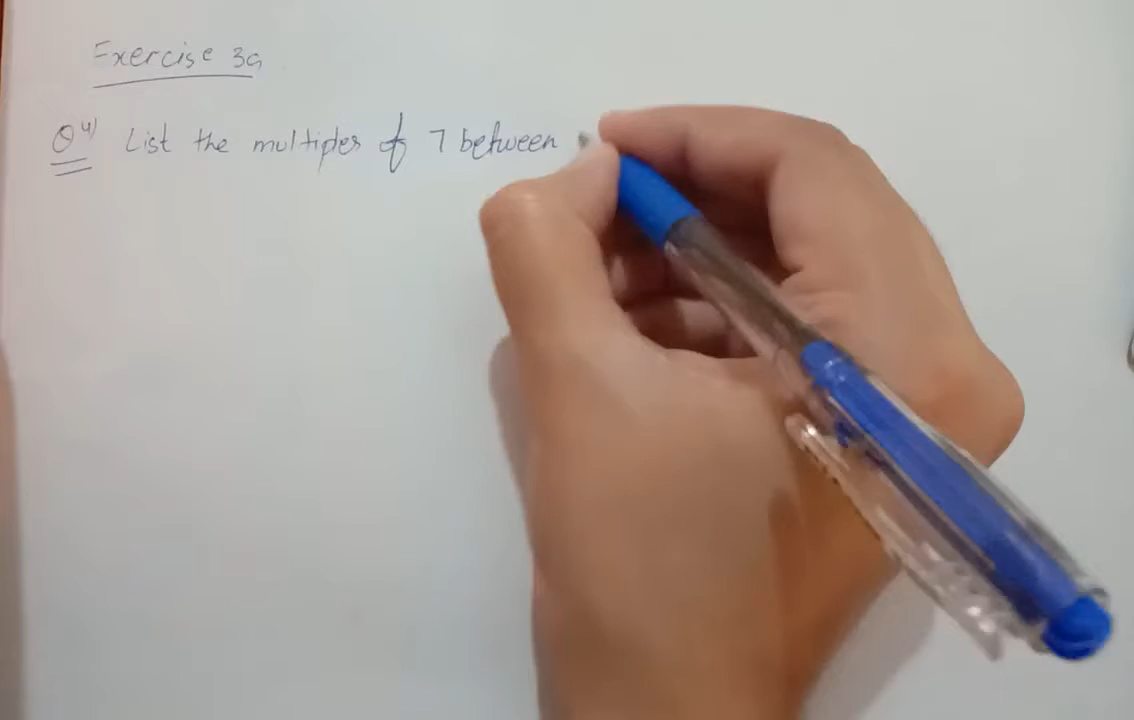 Exercise 3a
Q4) List the multiples of 7 between